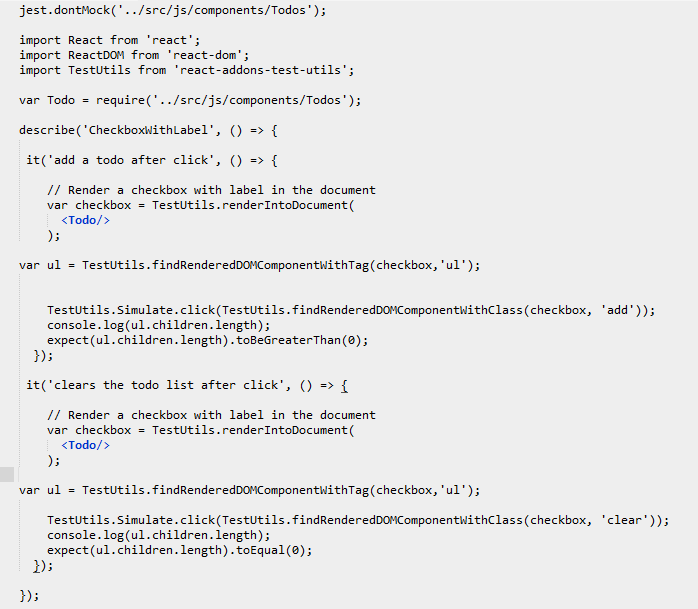 jest.dontMock('../src/js/components/Todos');
import React from 'react';
import ReactDOM from 'react-dom';
import TestUtils from 'react-addons-test-utils';
var Todo = require('../src/js/components/Todos');
describe('CheckboxWithLabel', () => {
it('add a todo after click', () => {
// Render a checkbox with label in the document
var checkbox = TestUtils.renderIntoDocument(
<Todo/>
);
var ul = TestUtils.findRenderedDOMComponentWithTag(checkbox,'ul');
TestUtils.Simulate.click(TestUtils.findRenderedDOMComponentWithClass(checkbox, 'add'));
console.log(ul.children.length);
expect(ul.children.length).toBeGreaterThan(0);
});
it('clears the todo list after click', () => {
// Render a checkbox with label in the document
var checkbox = TestUtils.renderIntoDocument(
<Todo/>
);
var ul = TestUtils.findRenderedDOMComponentWithTag(checkbox,'ul');
TestUtils.Simulate.click(TestUtils.findRenderedDOMComponentWithClass(checkbox, 'clear'));
console.log(ul.children.length);
expect(ul.children.length).toEqual(0);
});
});